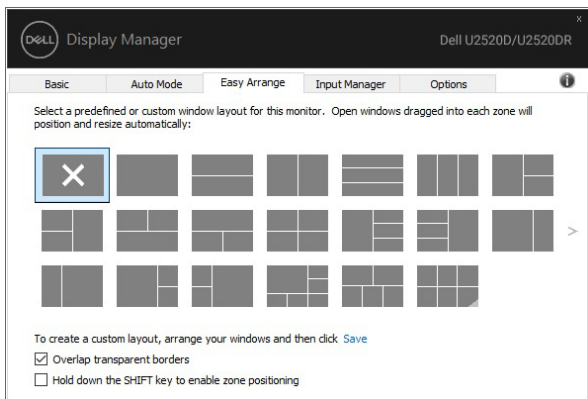 x
DELL Display Manager
Dell U2520D/U2520DR
Basic Auto Mode Easy Arrange Input Manager Options i
Select a predefined or custom window layout for this monitor. Open windows dragged into each zone will
position and resize automatically:
>
To create a custom layout, arrange your windows and then click Save
Overlap transparent borders
Hold down the SHIFT key to enable zone positioning